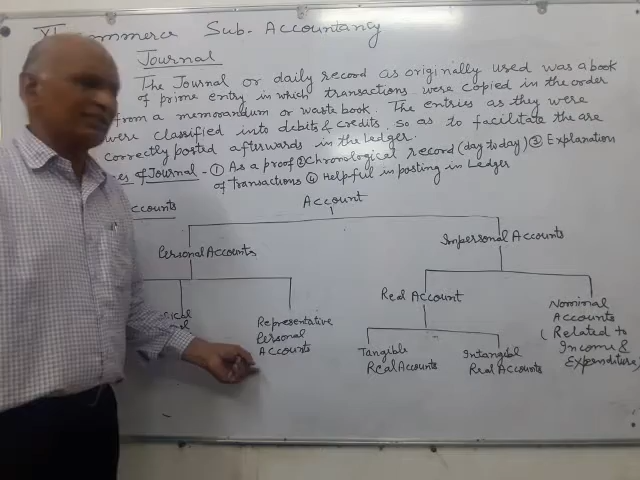 XI Commerce Sub. Accountancy
Journal
The Journal or daily record as originally used was a book
of prime entry in which transactions were copied in the order
from a memorandum or waste book. The entries as they were
were classified into debits & credits, so as to facilitate the are
correctly posted afterwards in the Ledger.
of Journal - ① As a proof ② Chronological record (day to day) ③ Explanations
of transactions ④ Helpful in posting in Ledger
Accounts
Account
Personal Accounts
Impersonal Accounts
Real Account
Representative
Personal
Accounts
Tangible
Real Accounts
Intangible
Real Accounts
Nominal
Accounts
(Related to
Income &
Expenditure)